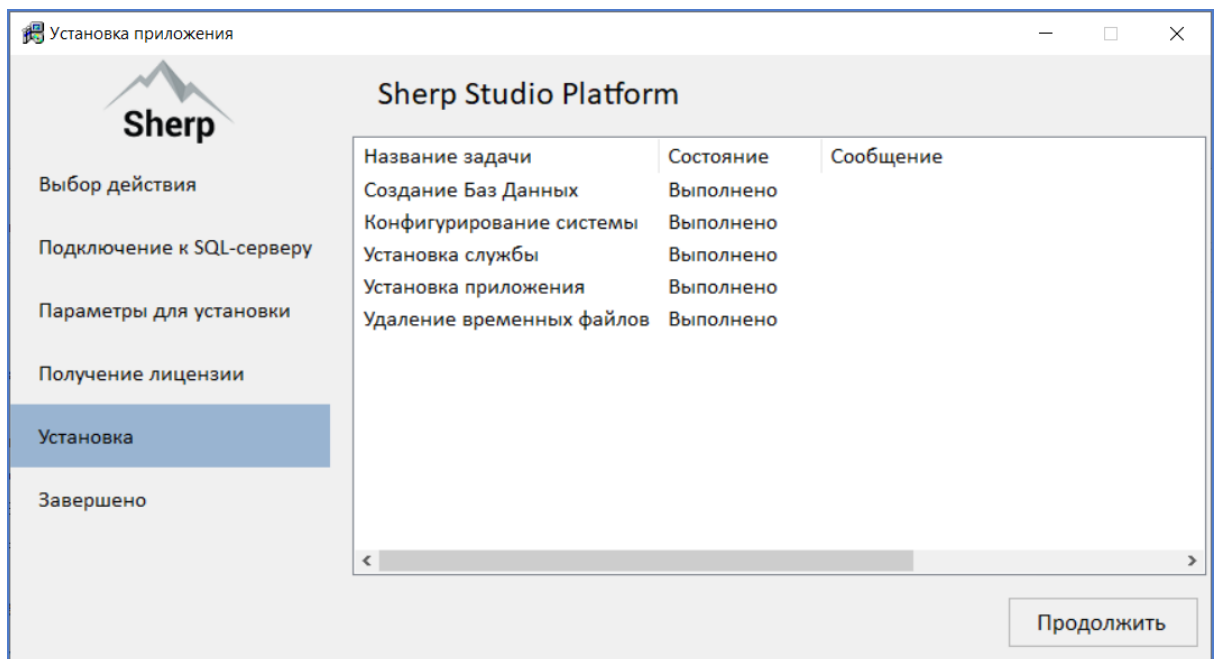 Установка приложения
Sherp
Sherp Studio Platform
Выбор действия
Подключение к SQL-серверу
Параметры для установки
Получение лицензии
Установка
Завершено
Название задачи Состояние Сообщение
Создание Баз Данных Выполнено
Конфигурирование системы Выполнено
Установка службы Выполнено
Установка приложения Выполнено
Удаление временных файлов Выполнено
Продолжить